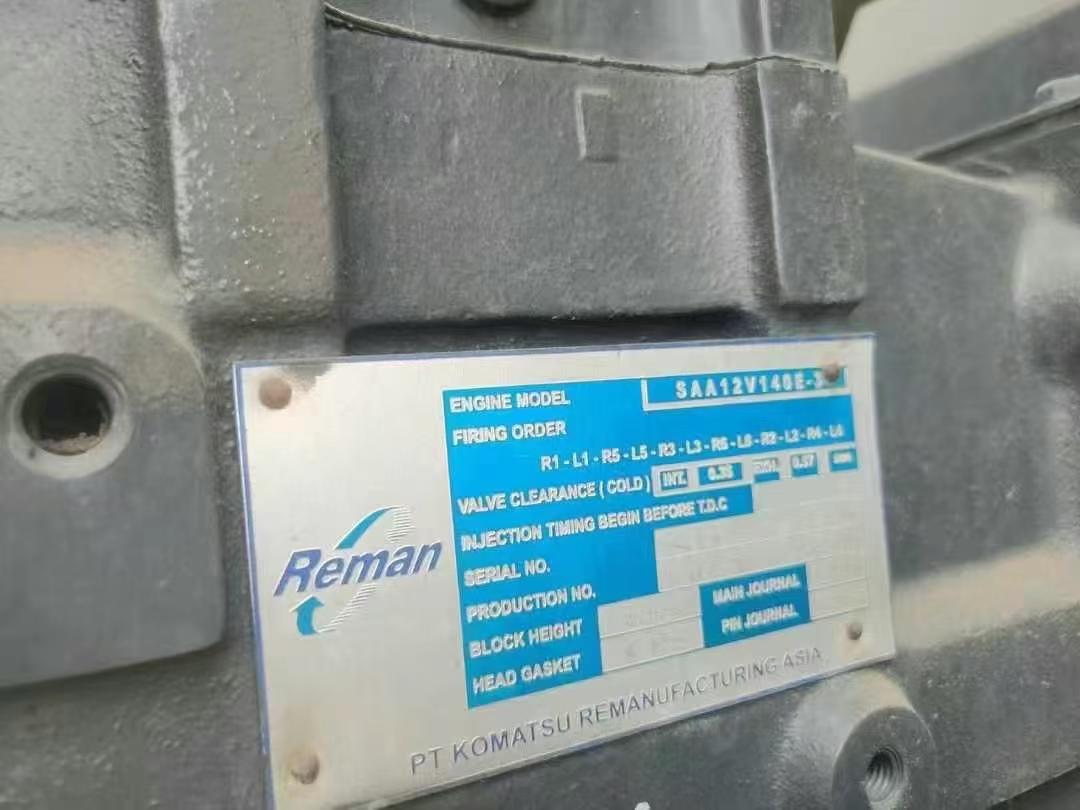 ENGINE MODEL SAA12V140E-3
FIRING ORDER
R1 - L1 - R5 - L5 - R3 - L3 - R6 - L6 - R2 - L2 - R4 - L4
VALVE CLEARANCE ( COLD ) INT. 0.35 EXH. 0.57 mm
INJECTION TIMING BEGIN BEFORE T.D.C
SERIAL NO.
PRODUCTION NO.
BLOCK HEIGHT MAIN JOURNAL
HEAD GASKET PIN JOURNAL
Reman
PT KOMATSU REMANUFACTURING ASIA